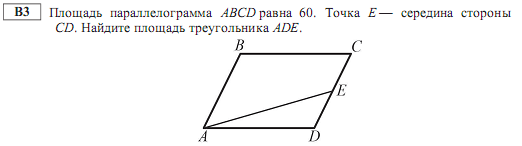 B3 Площадь параллелограмма ABCD равна 60. Точка E — середина стороны
CD. Найдите площадь треугольника ADE.
B C
E
A D